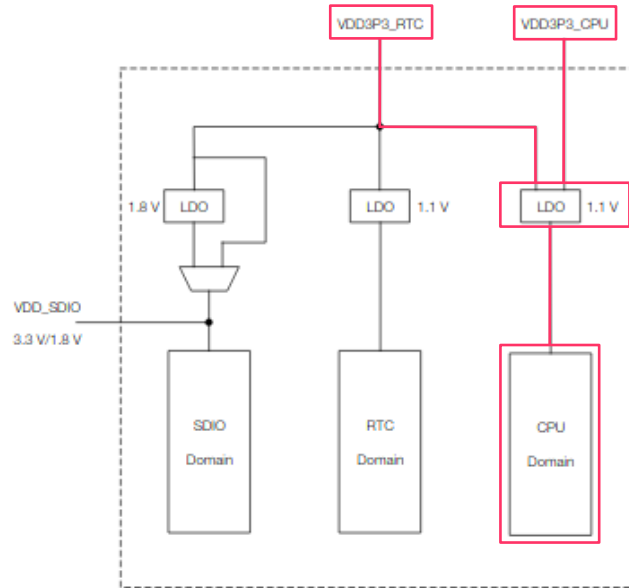 VDD3P3_RTC
VDD3P3_CPU
1.8 V
LDO
LDO
1.1 V
LDO
1.1 V
VDD_SDIO
3.3 V/1.8 V
SDIO
Domain
RTC
Domain
CPU
Domain